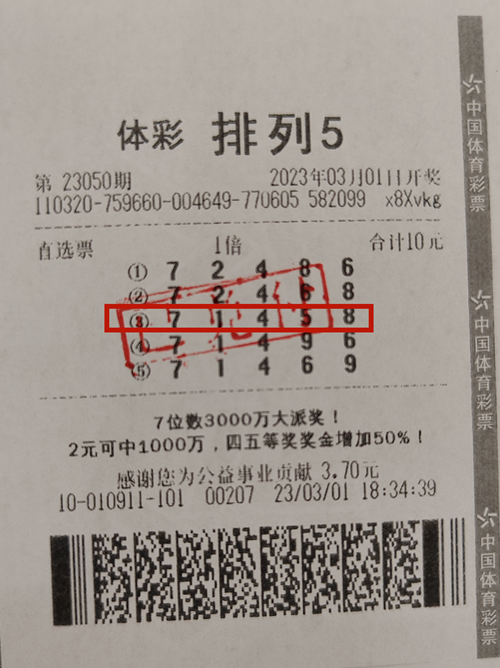 体彩 排列5
第 23050期 2023年03月01日开奖
110320-759660-004649-770605 582099 x8Xvkg
直选票 1倍 合计10元
① 7 2 4 8 6
② 7 2 4 6 8
③ 7 1 4 5 8
④ 7 1 4 9 6
⑤ 7 1 4 6 9
7位数3000万大派奖！
2元可中1000万，四五等奖奖金增加50%！
感谢您为公益事业贡献 3.70元
10-010911-101 00207 23/03/01 18:34:39
中国体育彩票
中国体育彩票
中国体育彩票